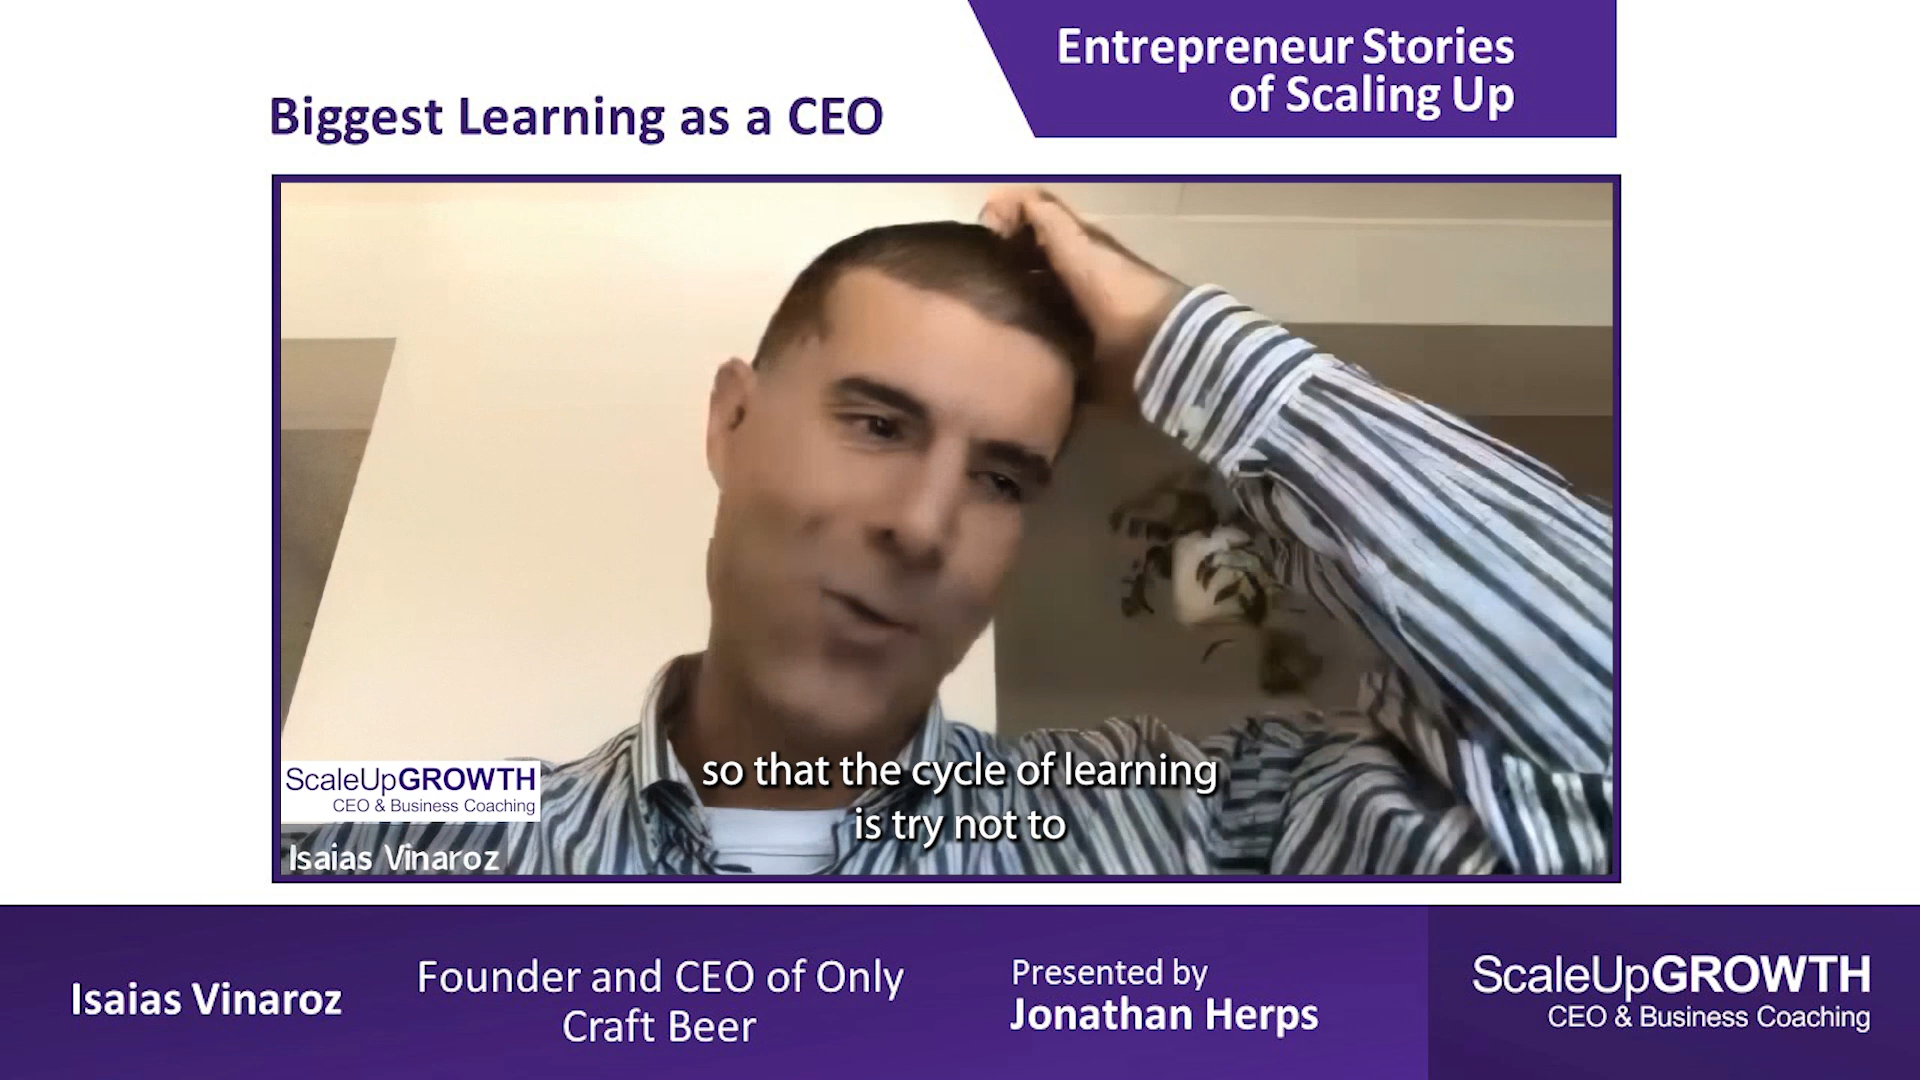 Entrepreneur Stories
of Scaling Up
Biggest Learning as a CEO
so that the cycle of learning
is try not to
ScaleUpGROWTH
CEO & Business Coaching
Isaias Vinaroz
Isaias Vinaroz
Founder and CEO of Only
Craft Beer
Presented by
Jonathan Herps
ScaleUpGROWTH
CEO & Business Coaching